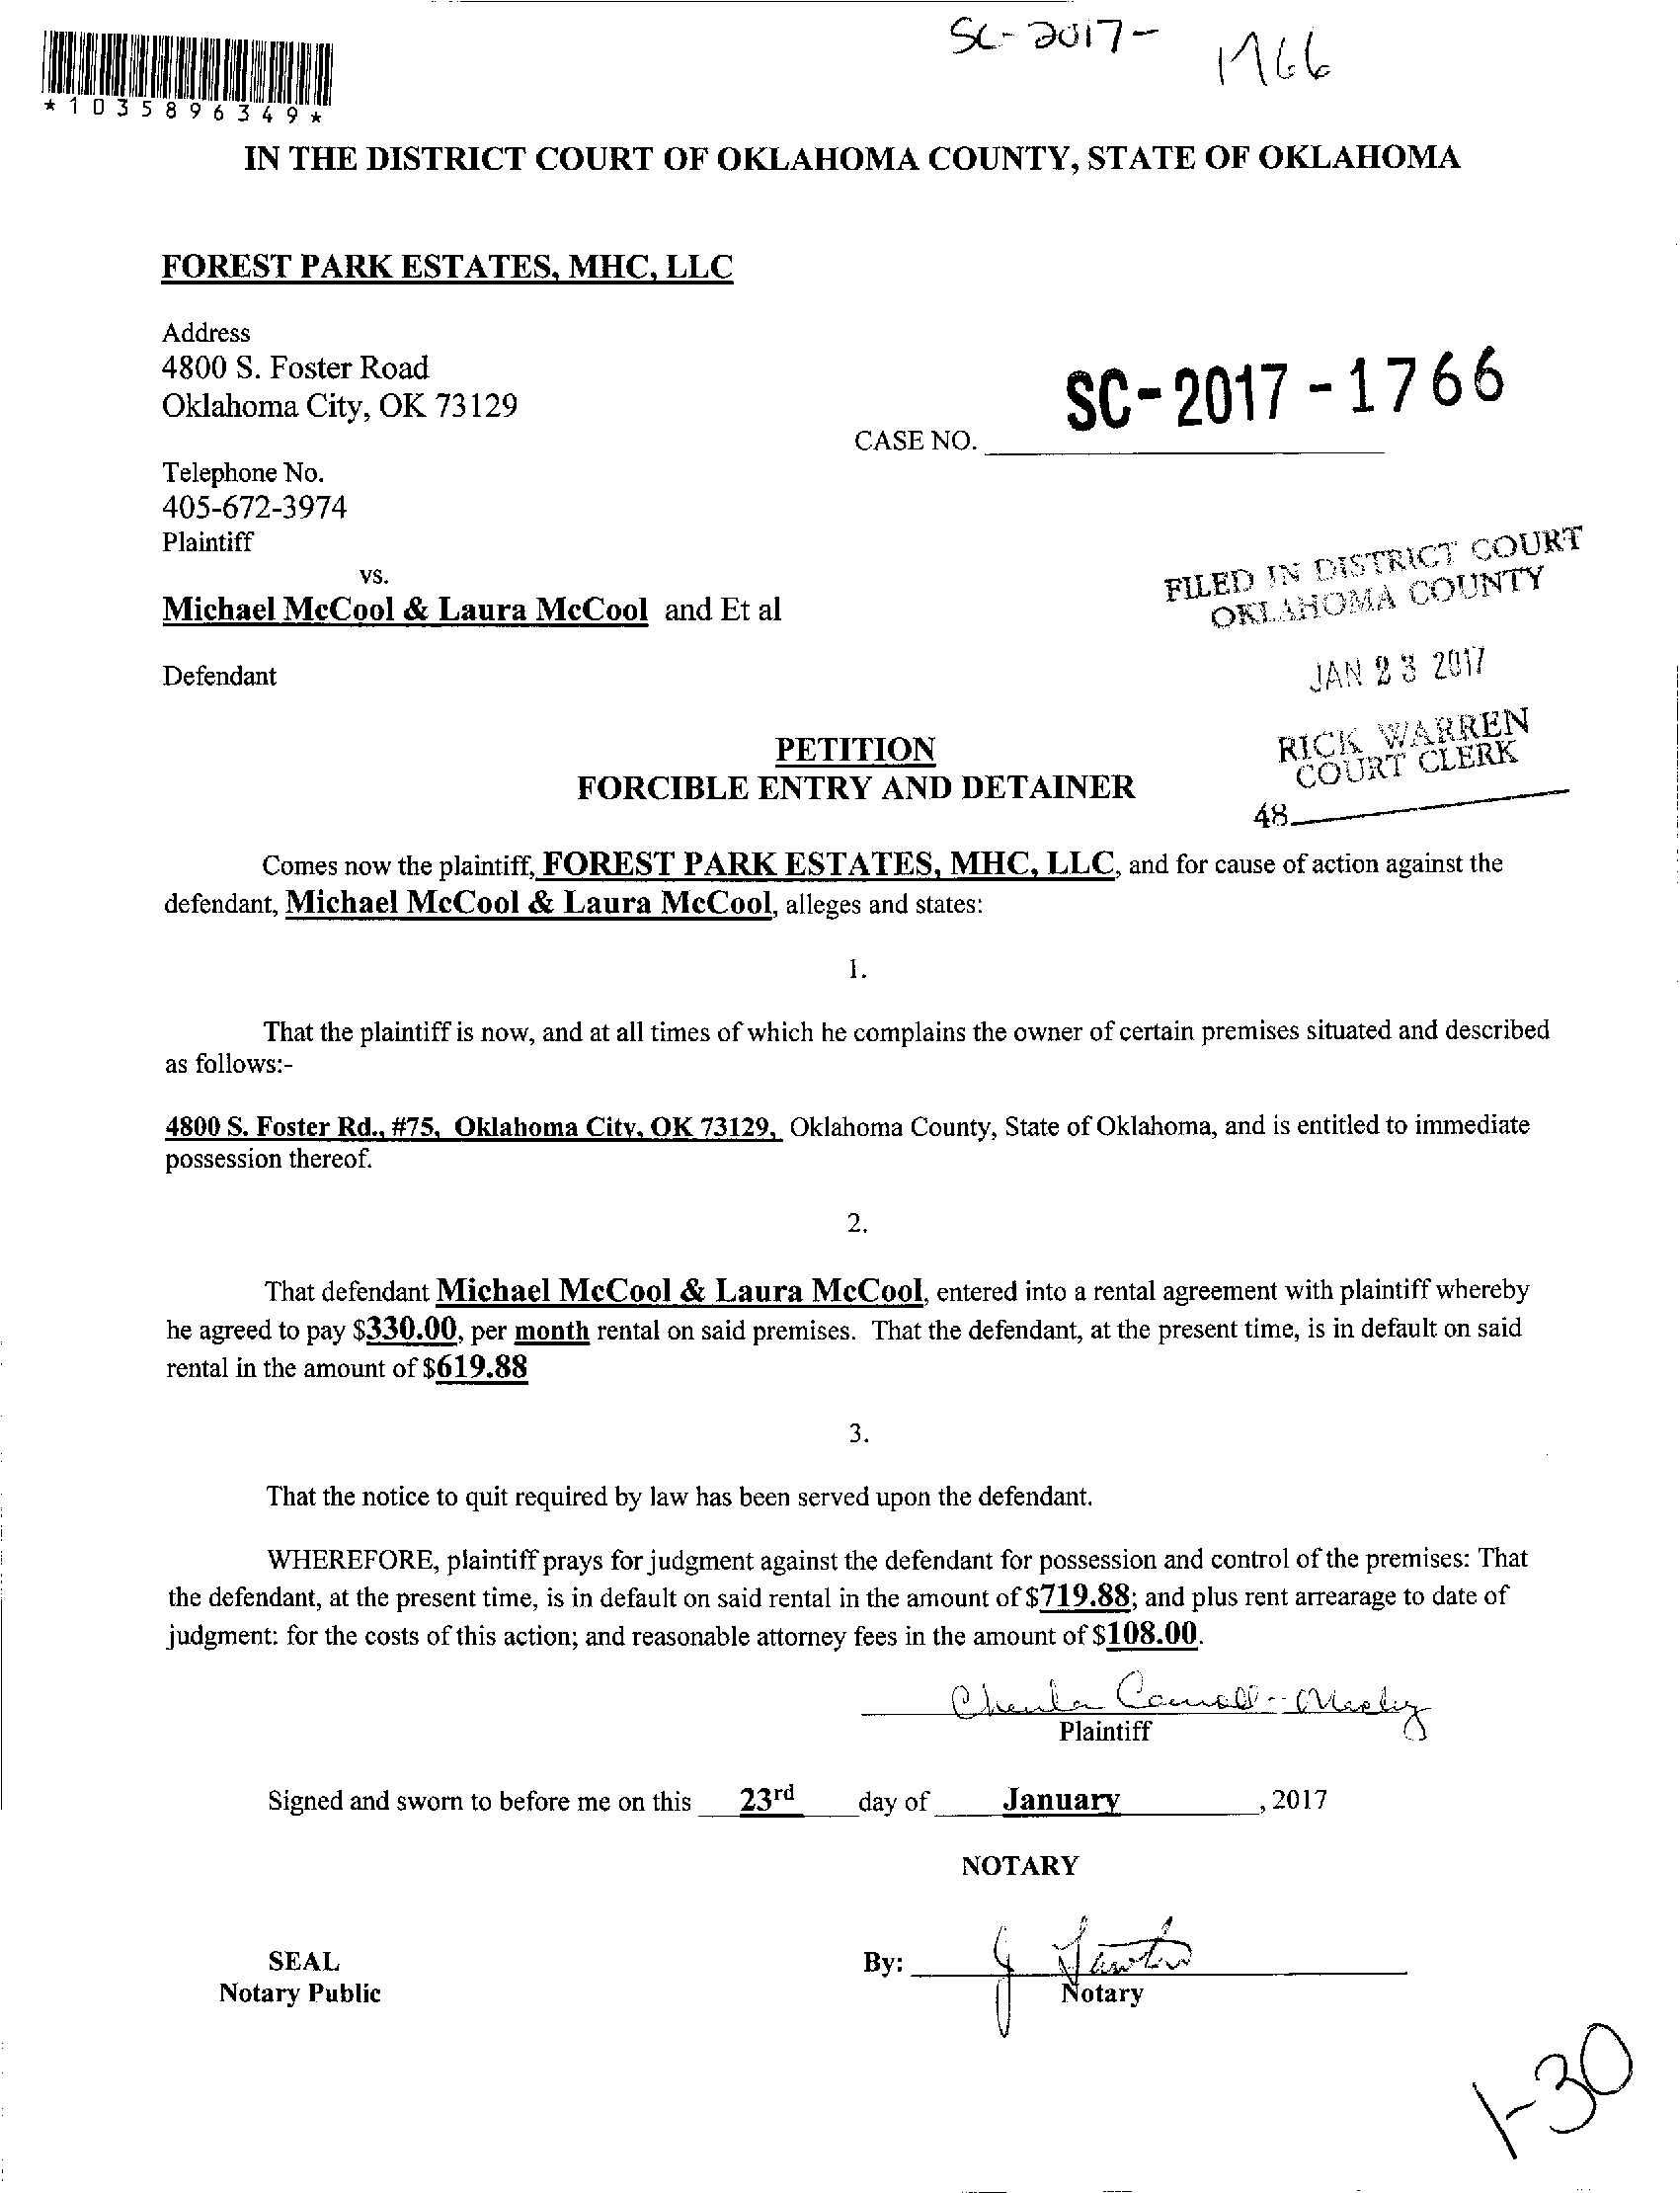 SC-2017- 1766
*1035896349*
IN THE DISTRICT COURT OF OKLAHOMA COUNTY, STATE OF OKLAHOMA
FOREST PARK ESTATES, MHC, LLC
Address
4800 S. Foster Road
Oklahoma City, OK 73129
SC-2017-1766
CASE NO.
Telephone No.
405-672-3974
Plaintiff
vs.
Michael McCool & Laura McCool and Et al
Defendant
FILED IN DISTRICT COURT
OKLAHOMA COUNTY
JAN 23 2017
RICK WARREN
COURT CLERK
48
PETITION
FORCIBLE ENTRY AND DETAINER
Comes now the plaintiff, FOREST PARK ESTATES, MHC, LLC, and for cause of action against the
defendant, Michael McCool & Laura McCool, alleges and states:
1.
That the plaintiff is now, and at all times of which he complains the owner of certain premises situated and described
as follows:-
4800 S. Foster Rd., #75, Oklahoma City, OK 73129, Oklahoma County, State of Oklahoma, and is entitled to immediate
possession thereof.
2.
That defendant Michael McCool & Laura McCool, entered into a rental agreement with plaintiff whereby
he agreed to pay $330.00, per month rental on said premises. That the defendant, at the present time, is in default on said
rental in the amount of $619.88
3.
That the notice to quit required by law has been served upon the defendant.
WHEREFORE, plaintiff prays for judgment against the defendant for possession and control of the premises: That
the defendant, at the present time, is in default on said rental in the amount of $719.88; and plus rent arrearage to date of
judgment: for the costs of this action; and reasonable attorney fees in the amount of $108.00.
Plaintiff
Signed and sworn to before me on this 23rd day of January, 2017
NOTARY
SEAL
Notary Public
By:
Notary
1-30